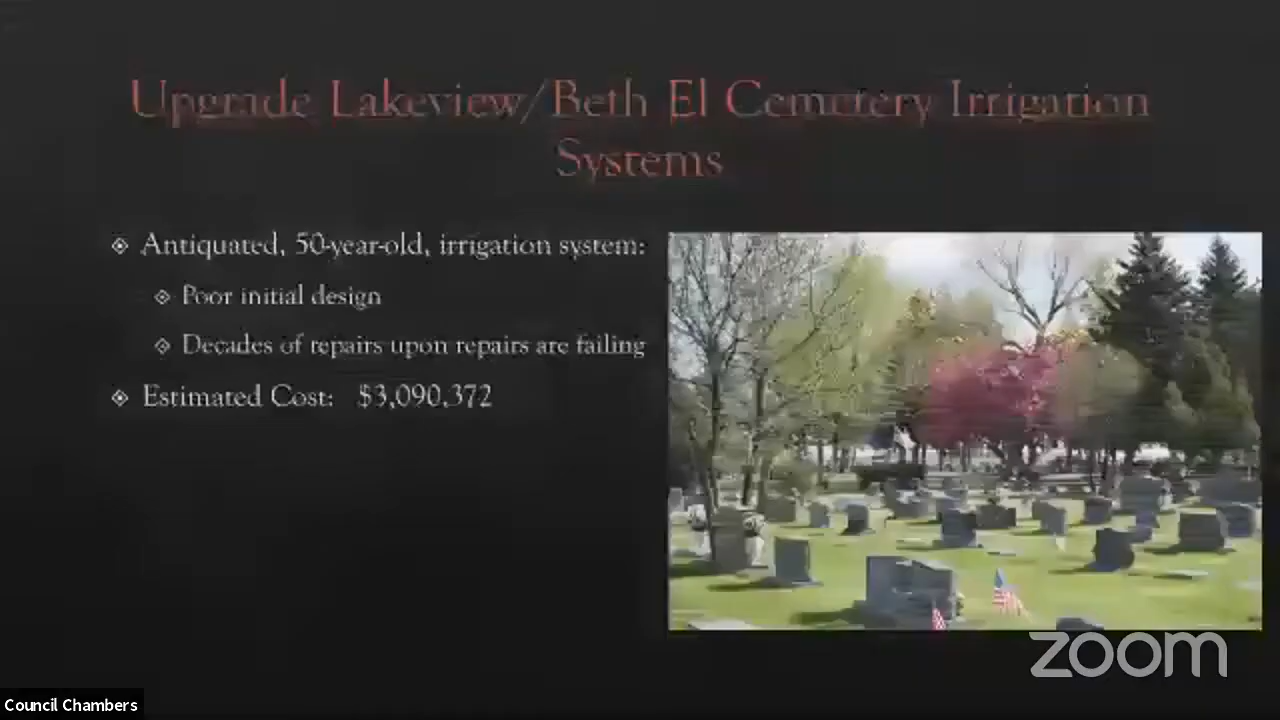 Upgrade Lakeview/Beth El Cemetery Irrigation
Systems
Antiquated, 50-year-old, irrigation system:
Poor initial design
Decades of repairs upon repairs are failing
Estimated Cost: $3,090,372
zoom
Council Chambers